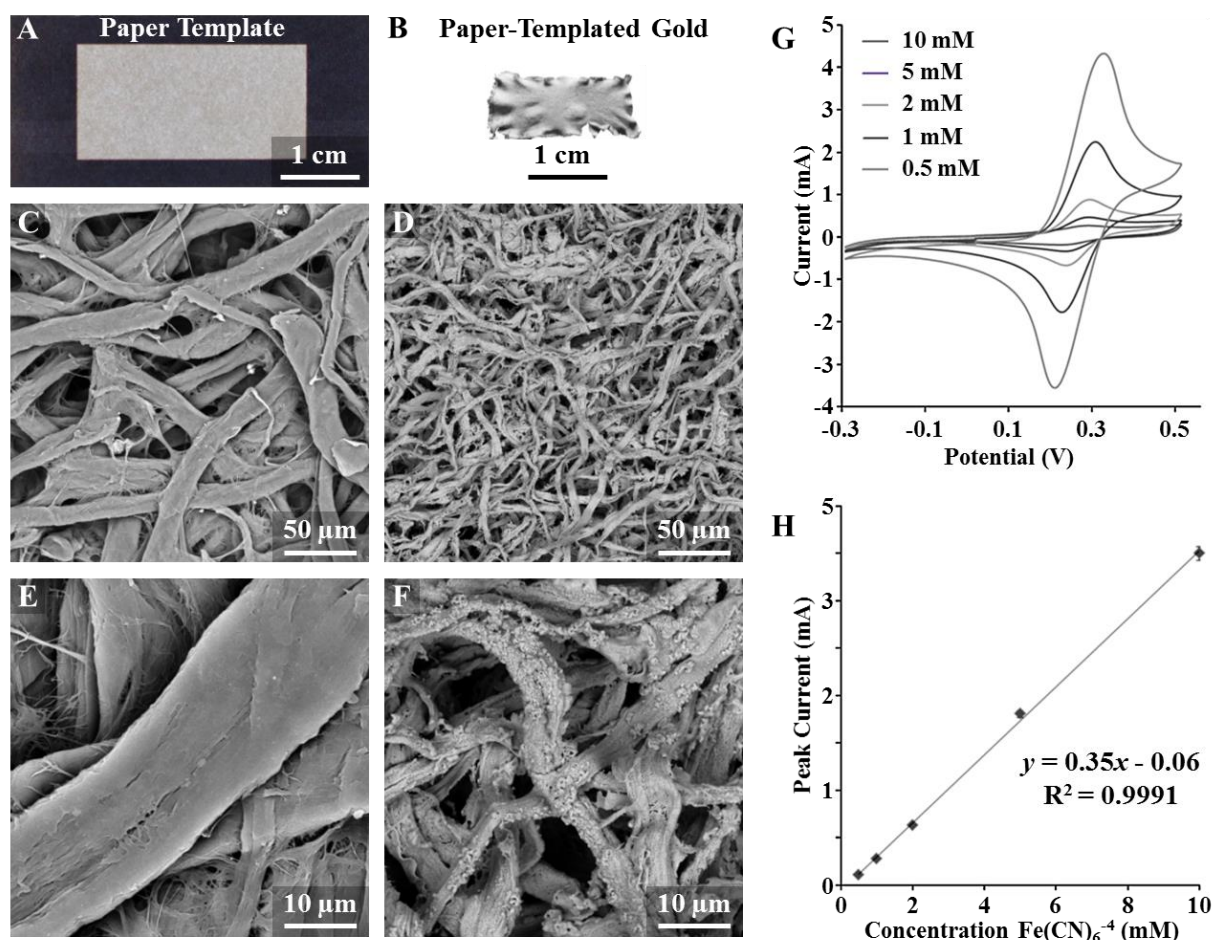 A Paper Template
1 cm
B Paper-Templated Gold
1 cm
C
50 µm
D
50 µm
E
10 µm
F
10 µm
G
10 mM
5 mM
2 mM
1 mM
0.5 mM
5
4
3
2
1
0
-1
-2
-3
-4
Current (mA)
-0.3 -0.1 0.1 0.3 0.5
Potential (V)
H
5
3
2
1
0
Peak Current (mA)
y = 0.35x - 0.06
R² = 0.9991
0 2 4 6 8 10
Concentration Fe(CN)₆⁻⁴ (mM)